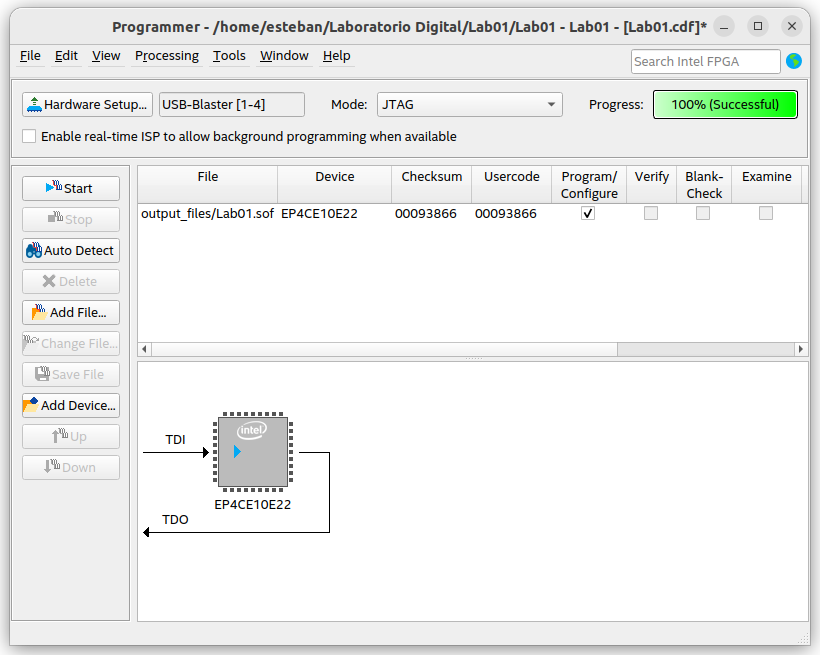 Programmer - /home/esteban/Laboratorio Digital/Lab01/Lab01 - Lab01 - [Lab01.cdf]*
File Edit View Processing Tools Window Help
Search Intel FPGA
Hardware Setup... USB-Blaster [1-4] Mode: JTAG Progress: 100% (Successful)
Enable real-time ISP to allow background programming when available
Start
Stop
Auto Detect
Delete
Add File...
Change File...
Save File
Add Device...
Up
Down
File Device Checksum Usercode Program/ Verify Blank- Examine
Configure Check
output_files/Lab01.sof EP4CE10E22 00093866 00093866
intel
TDI
EP4CE10E22
TDO